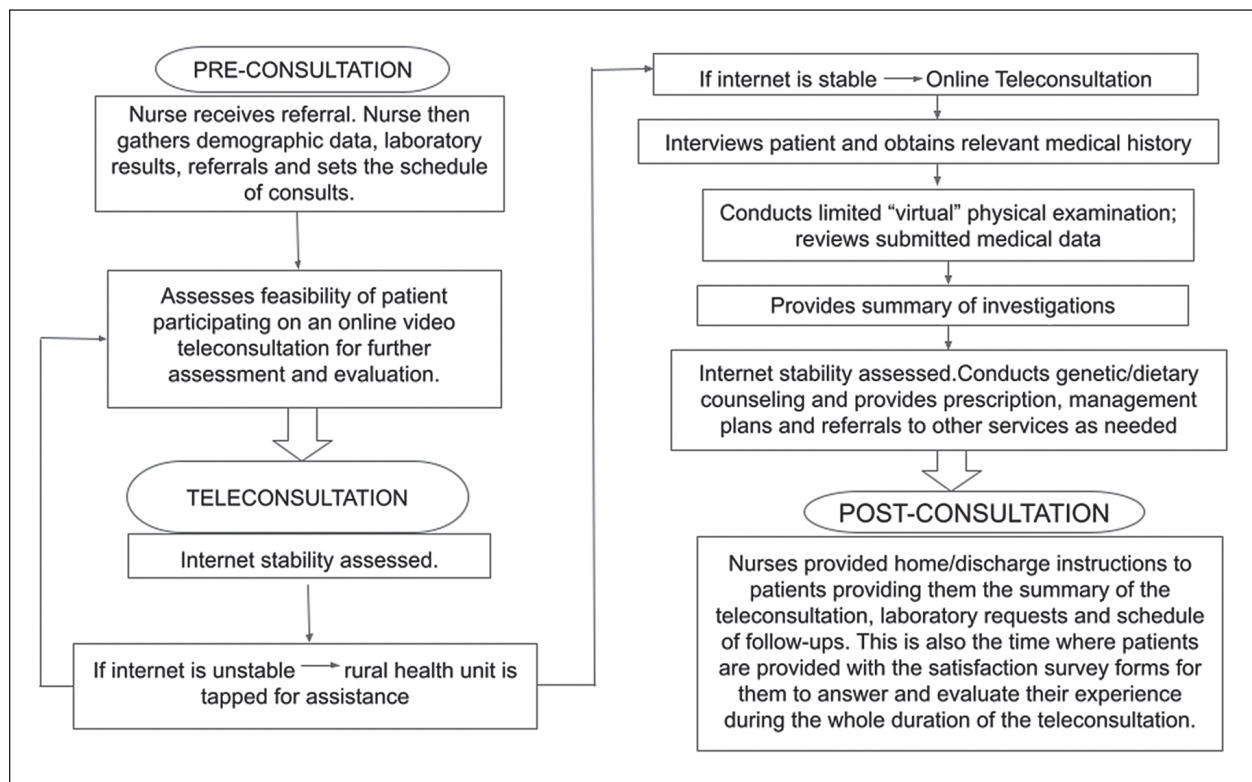 PRE-CONSULTATION
Nurse receives referral. Nurse then
gathers demographic data, laboratory
results, referrals and sets the schedule
of consults.
Assesses feasibility of patient
participating on an online video
teleconsultation for further
assessment and evaluation.
TELECONSULTATION
Internet stability assessed.
If internet is unstable → rural health unit is
tapped for assistance
If internet is stable → Online Teleconsultation
Interviews patient and obtains relevant medical history
Conducts limited “virtual” physical examination;
reviews submitted medical data
Provides summary of investigations
Internet stability assessed.Conducts genetic/dietary
counseling and provides prescription, management
plans and referrals to other services as needed
POST-CONSULTATION
Nurses provided home/discharge instructions to
patients providing them the summary of the
teleconsultation, laboratory requests and schedule
of follow-ups. This is also the time where patients
are provided with the satisfaction survey forms for
them to answer and evaluate their experience
during the whole duration of the teleconsultation.